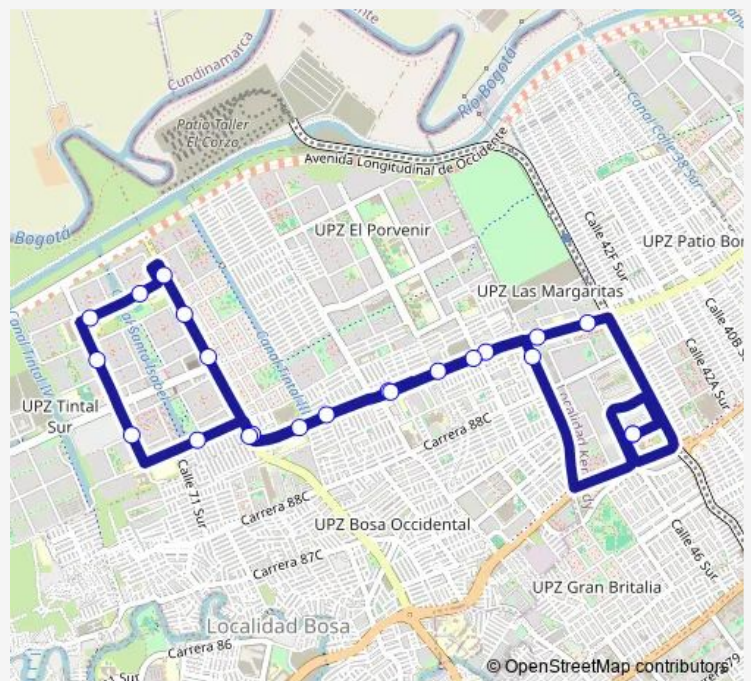 Cundinamarca
Patio Taller
El Corzo
Río Bogotá
Canal Calle 38 Sur
Avenida Longitudinal de Occidente
Bogotá
UPZ El Porvenir
Calle 42F Sur
UPZ Patio Bon
UPZ Las Margaritas
Canal Santa Isabel
Canal Tintal III
Canal Tintal IV
Calle 40B S
Calle 42A Sur
UPZ Tintal
Sur
Localidad Kennedy
Carrera 88C
Calle 71 Sur
Carrera 88C
UPZ Bosa Occidental
Calle 46 Sur
Carrera 87C
UPZ Gran Britalia
Localidad Bosa
Carrera 86
© OpenStreetMap contributors